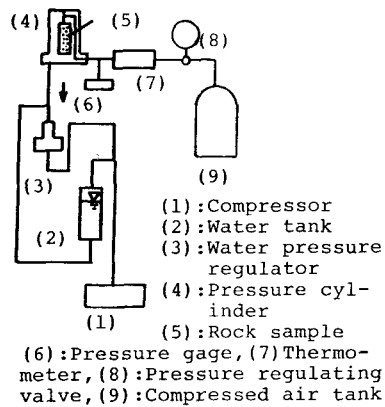 (4)
(5)
(8)
(6)
(7)
(3)
(9)
(2)
(1)
(1):Compressor
(2):Water tank
(3):Water pressure
regulator
(4):Pressure cyl-
inder
(5):Rock sample
(6):Pressure gage,(7)Thermo-
meter,(8):Pressure regulating
valve,(9):Compressed air tank